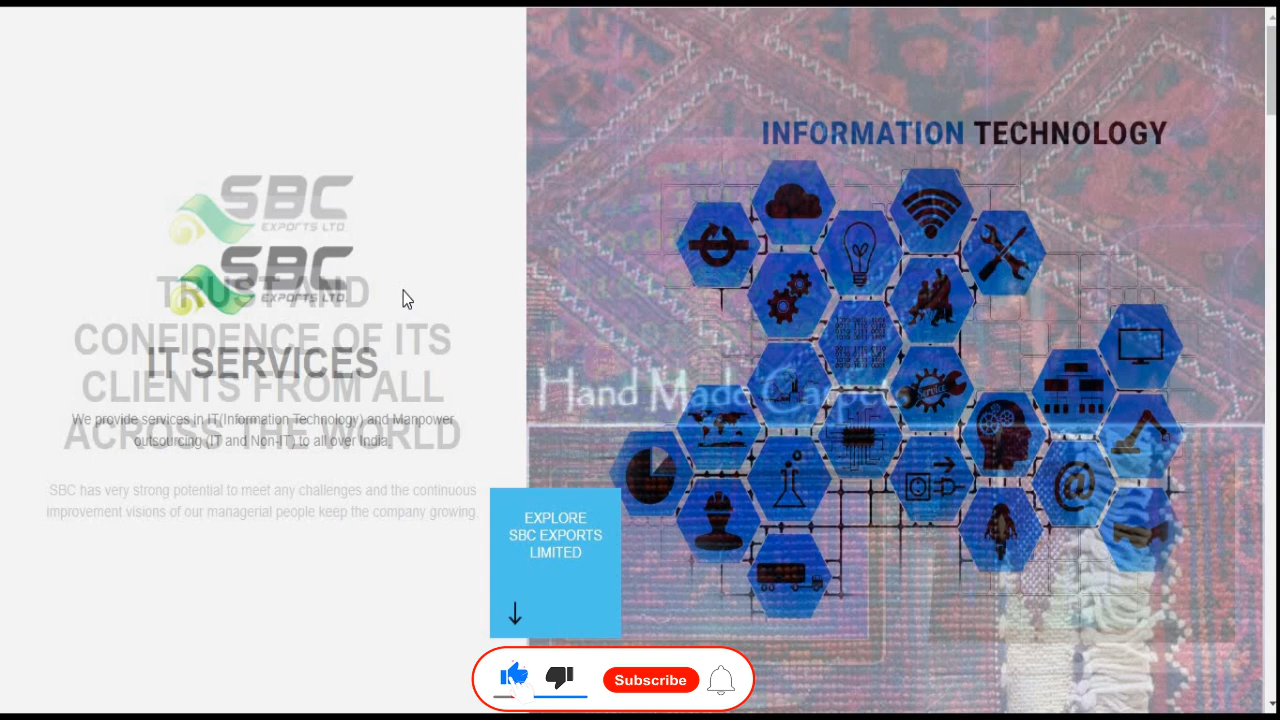 SBC
EXPORTS LTD.
SBC
EXPORTS LTD.
TRUST AND
CONFIDENCE OF ITS
IT SERVICES
CLIENTS FROM ALL
We provide services in IT(Information Technology) and Manpower
ACROSS THE WORLD
outsourcing (IT and Non-IT) to all over India.
SBC has very strong potential to meet any challenges and the continuous
improvement visions of our managerial people keep the company growing.
EXPLORE
SBC EXPORTS
LIMITED
INFORMATION TECHNOLOGY
Hand Made Carpets
Service
@
Subscribe